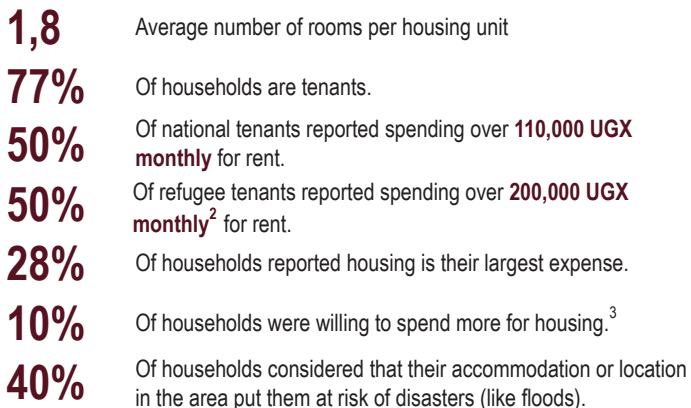 1,8 Average number of rooms per housing unit
77% Of households are tenants.
50% Of national tenants reported spending over 110,000 UGX
monthly for rent.
50% Of refugee tenants reported spending over 200,000 UGX
monthly² for rent.
28% Of households reported housing is their largest expense.
10% Of households were willing to spend more for housing.³
40% Of households considered that their accommodation or location
in the area put them at risk of disasters (like floods).